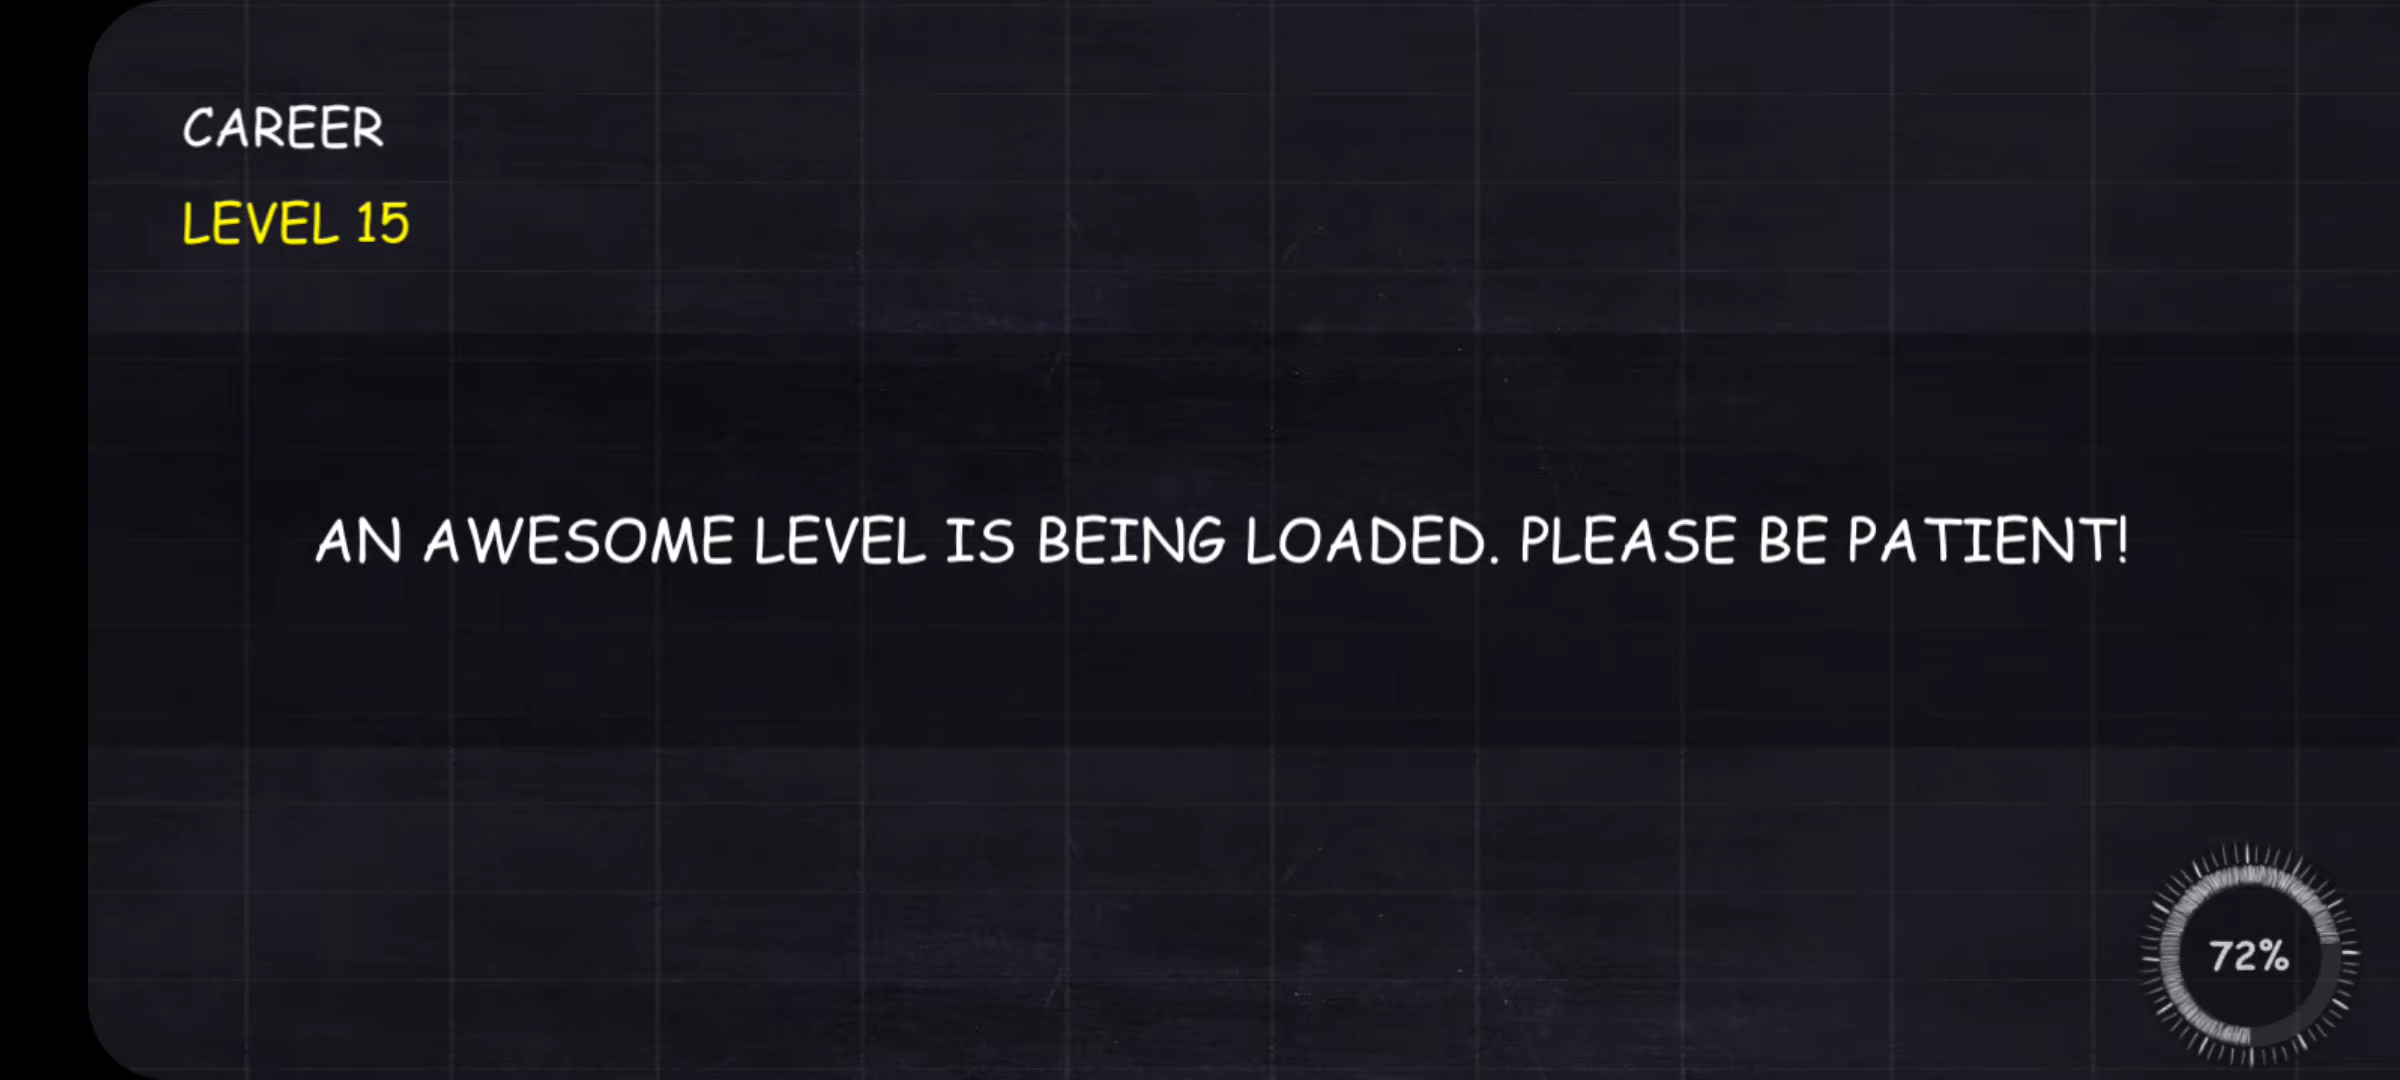 CAREER
LEVEL 15
AN AWESOME LEVEL IS BEING LOADED. PLEASE BE PATIENT!
72%